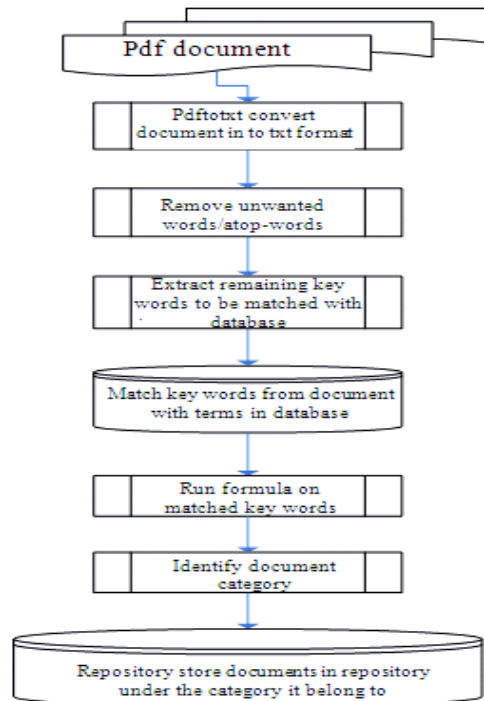 Pdf document
Pdftotxt convert
document in to txt format
Remove unwanted
words/atop-words
Extract remaining key
words to be matched with
database
Match key words from document
with terms in database
Run formula on
matched key words
Identify document
category
Repository store documents in repository
under the category it belong to